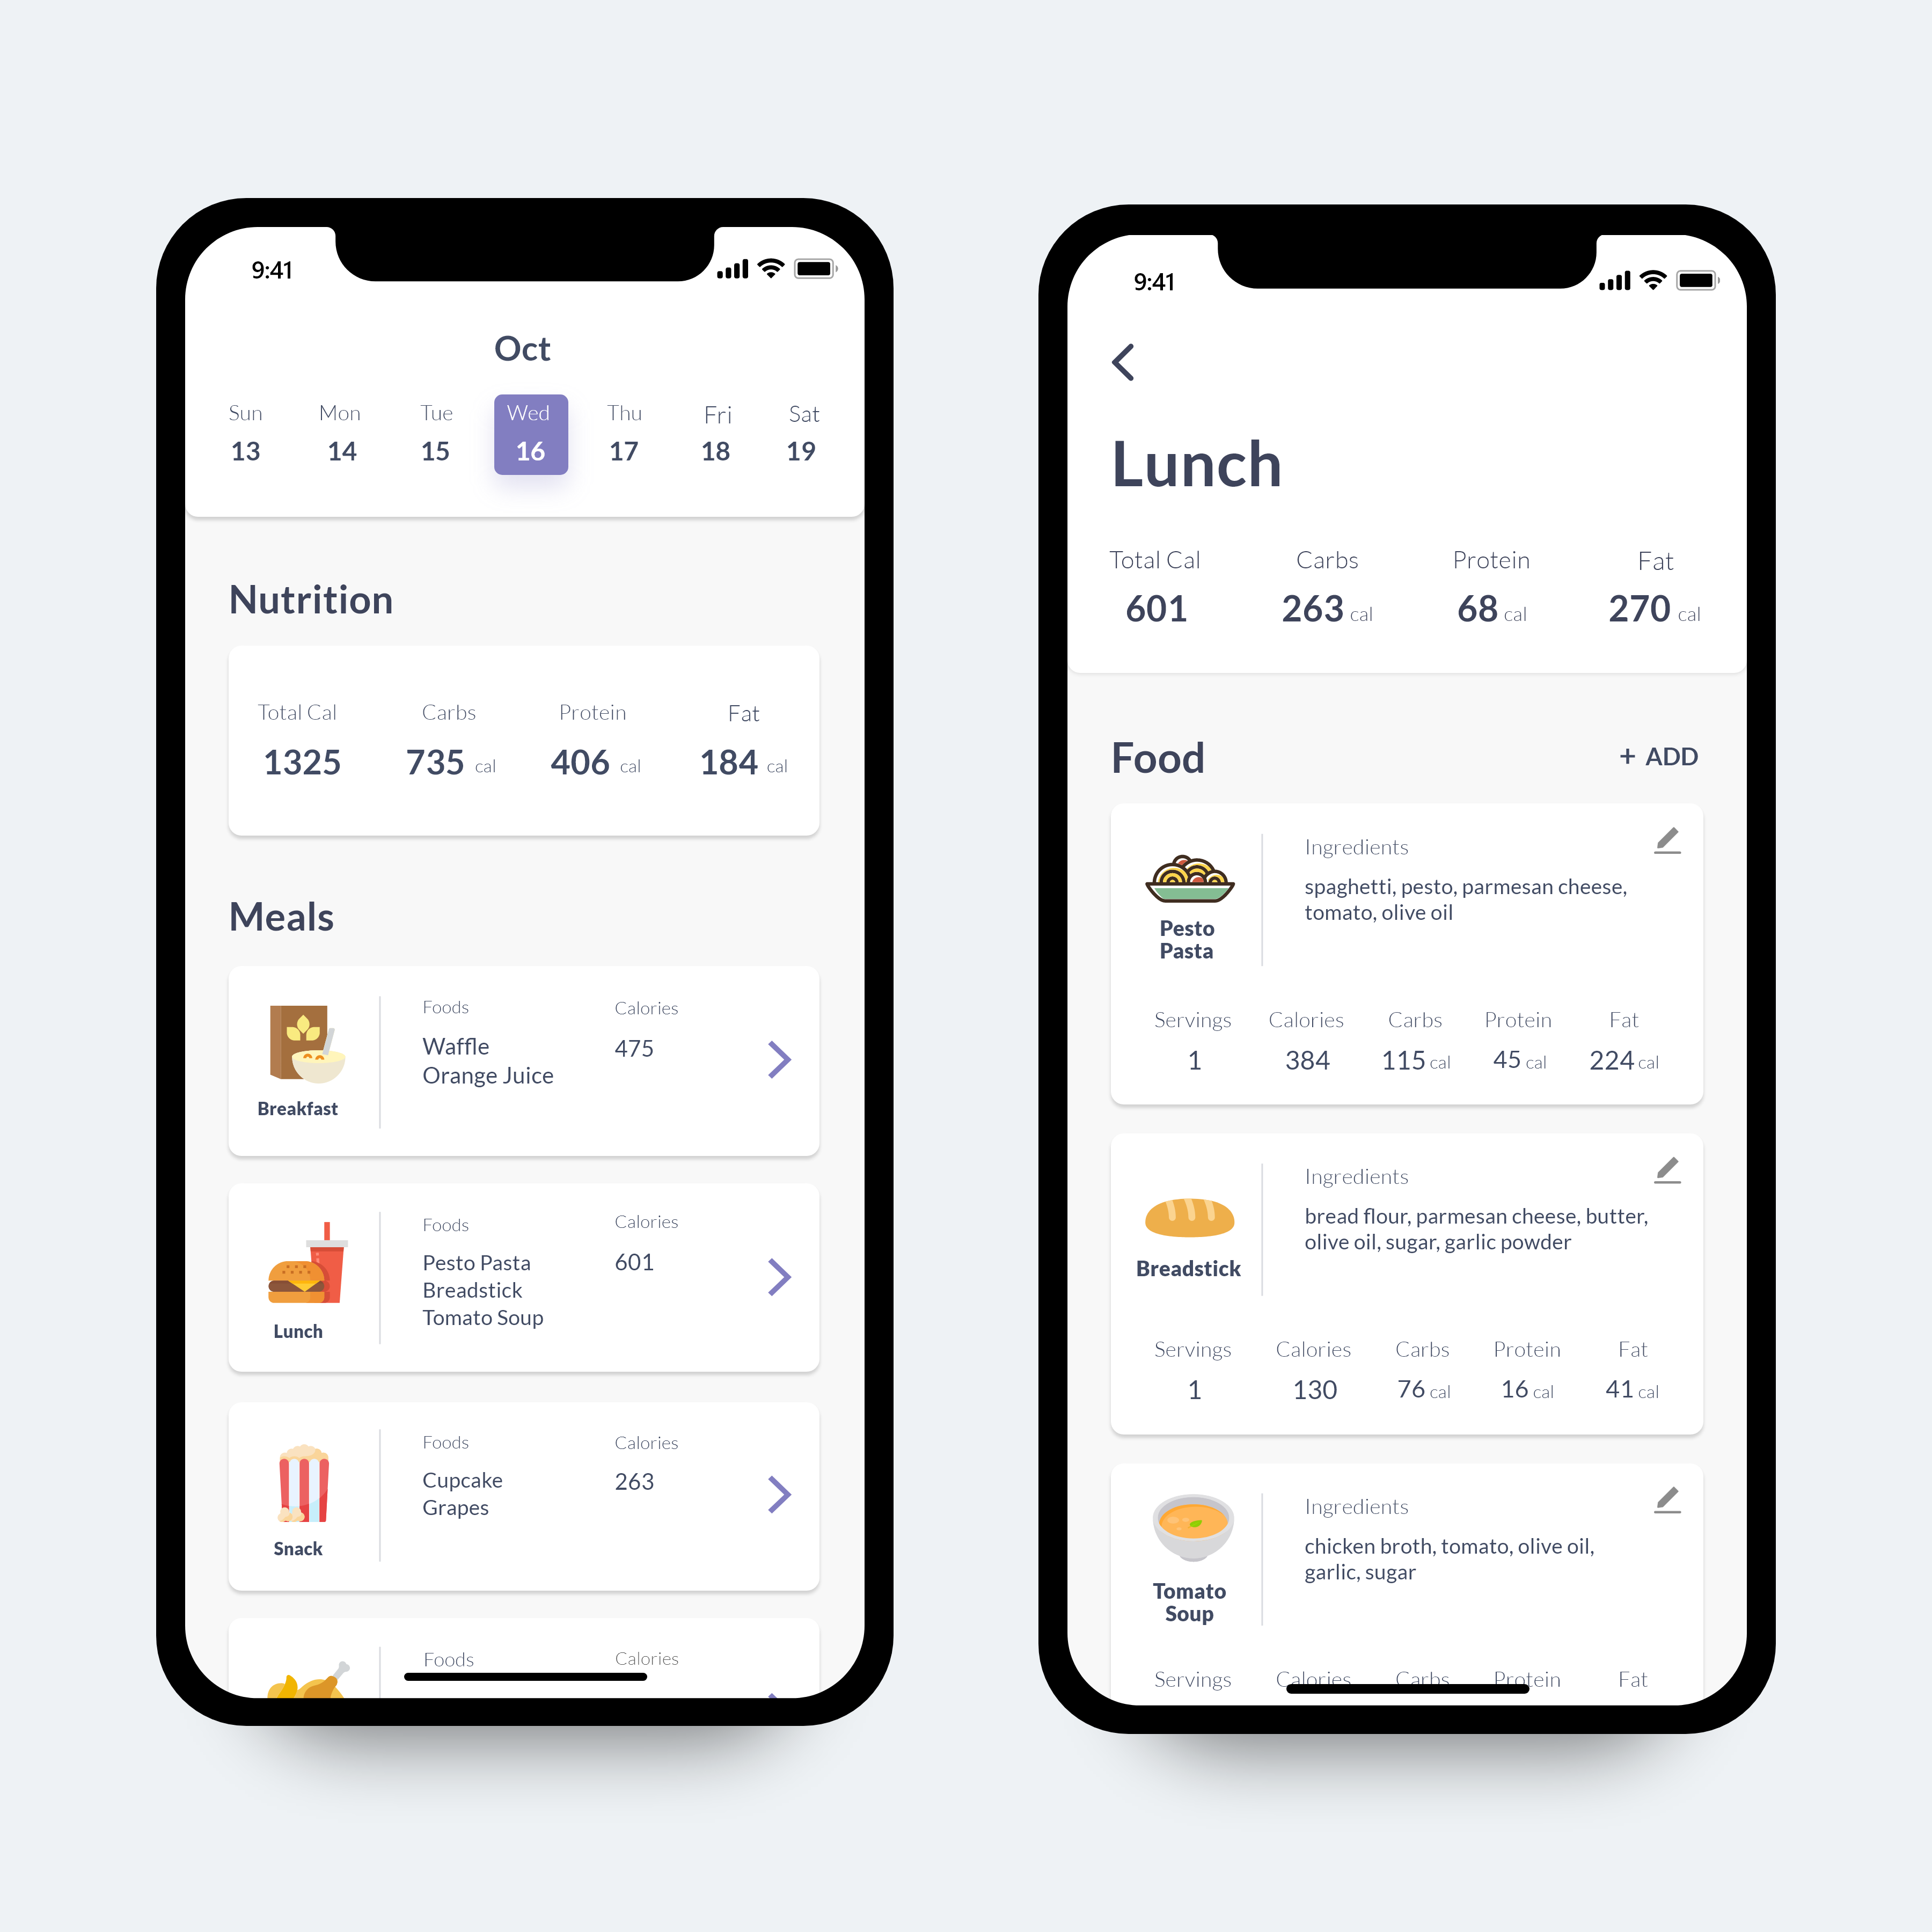 9:41
Oct
Sun Mon Tue Wed Thu Fri Sat
13 14 15 16 17 18 19
Nutrition
Total Cal Carbs Protein Fat
1325 735 cal 406 cal 184 cal
Meals
Foods Calories
Waffle 475
Orange Juice
Breakfast
Foods Calories
Pesto Pasta 601
Breadstick
Tomato Soup
Lunch
Foods Calories
Cupcake 263
Grapes
Snack
Foods Calories
9:41
Lunch
Total Cal Carbs Protein Fat
601 263 cal 68 cal 270 cal
Food + ADD
Ingredients
spaghetti, pesto, parmesan cheese,
tomato, olive oil
Pesto
Pasta
Servings Calories Carbs Protein Fat
1 384 115 cal 45 cal 224 cal
Ingredients
bread flour, parmesan cheese, butter,
olive oil, sugar, garlic powder
Breadstick
Servings Calories Carbs Protein Fat
1 130 76 cal 16 cal 41 cal
Ingredients
chicken broth, tomato, olive oil,
garlic, sugar
Tomato
Soup
Servings Calories Carbs Protein Fat